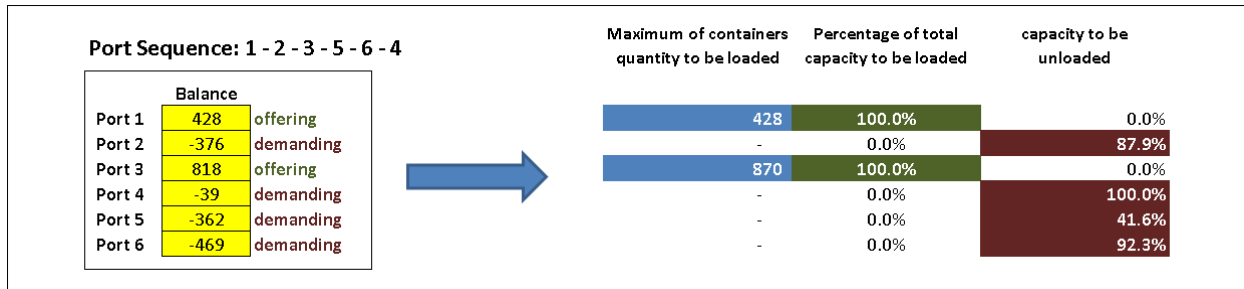 Port Sequence: 1 - 2 - 3 - 5 - 6 - 4
Balance
Port 1 428 offering
Port 2 -376 demanding
Port 3 818 offering
Port 4 -39 demanding
Port 5 -362 demanding
Port 6 -469 demanding
Maximum of containers Percentage of total capacity to be
quantity to be loaded capacity to be loaded unloaded
428 100.0% 0.0%
- 0.0% 87.9%
870 100.0% 0.0%
- 0.0% 100.0%
- 0.0% 41.6%
- 0.0% 92.3%